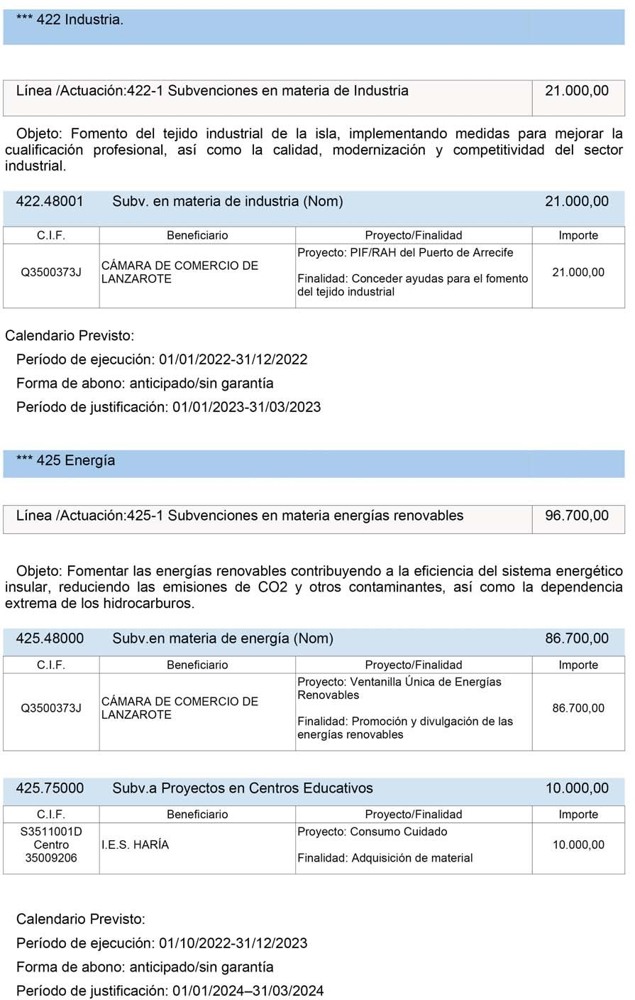 *** 422 Industria.
Línea /Actuación:422-1 Subvenciones en materia de Industria 21.000,00
Objeto: Fomento del tejido industrial de la isla, implementando medidas para mejorar la
cualificación profesional, así como la calidad, modernización y competitividad del sector
industrial.
422.48001 Subv. en materia de industria (Nom) 21.000,00
C.I.F. Beneficiario Proyecto/Finalidad Importe
Q3500373J
CÁMARA DE COMERCIO DE
LANZAROTE
Proyecto: PIF/RAH del Puerto de Arrecife
Finalidad: Conceder ayudas para el fomento
del tejido industrial
21.000,00
Calendario Previsto:
Período de ejecución: 01/01/2022-31/12/2022
Forma de abono: anticipado/sin garantía
Período de justificación: 01/01/2023-31/03/2023
*** 425 Energía
Línea /Actuación:425-1 Subvenciones en materia energías renovables 96.700,00
Objeto: Fomentar las energías renovables contribuyendo a la eficiencia del sistema energético
insular, reduciendo las emisiones de CO2 y otros contaminantes, así como la dependencia
extrema de los hidrocarburos.
425.48000 Subv.en materia de energía (Nom) 86.700,00
C.I.F. Beneficiario Proyecto/Finalidad Importe
Q3500373J
CÁMARA DE COMERCIO DE
LANZAROTE
Proyecto: Ventanilla Única de Energías
Renovables
Finalidad: Promoción y divulgación de las
energías renovables
86.700,00
425.75000 Subv.a Proyectos en Centros Educativos 10.000,00
C.I.F. Beneficiario Proyecto/Finalidad Importe
S3511001D
Centro
35009206
I.E.S. HARÍA
Proyecto: Consumo Cuidado
Finalidad: Adquisición de material
10.000,00
Calendario Previsto:
Período de ejecución: 01/10/2022-31/12/2023
Forma de abono: anticipado/sin garantía
Período de justificación: 01/01/2024–31/03/2024